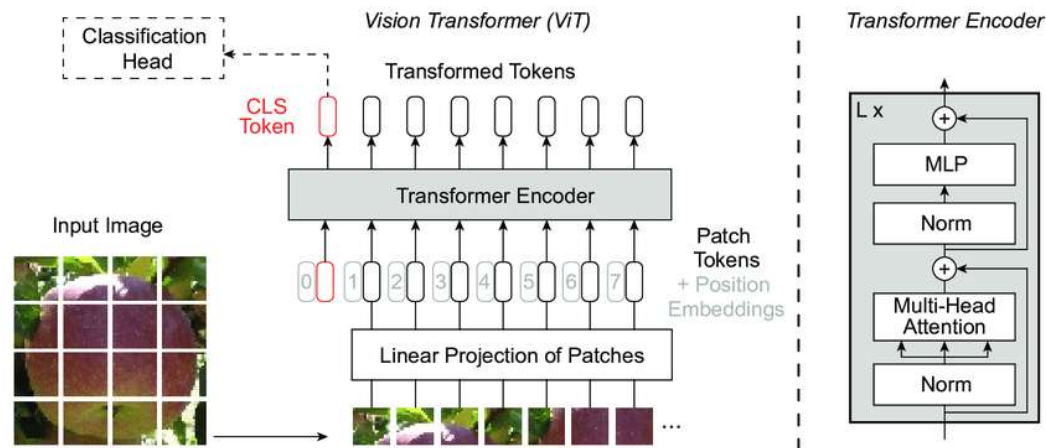 Vision Transformer (ViT)
Transformer Encoder
Classification
Head
Transformed Tokens
CLS
Token
L x
+
MLP
Transformer Encoder
Norm
Input Image
Patch
Tokens
+ Position
Embeddings
0 1 2 3 4 5 6 7
+
Multi-Head
Attention
Linear Projection of Patches
Norm
...